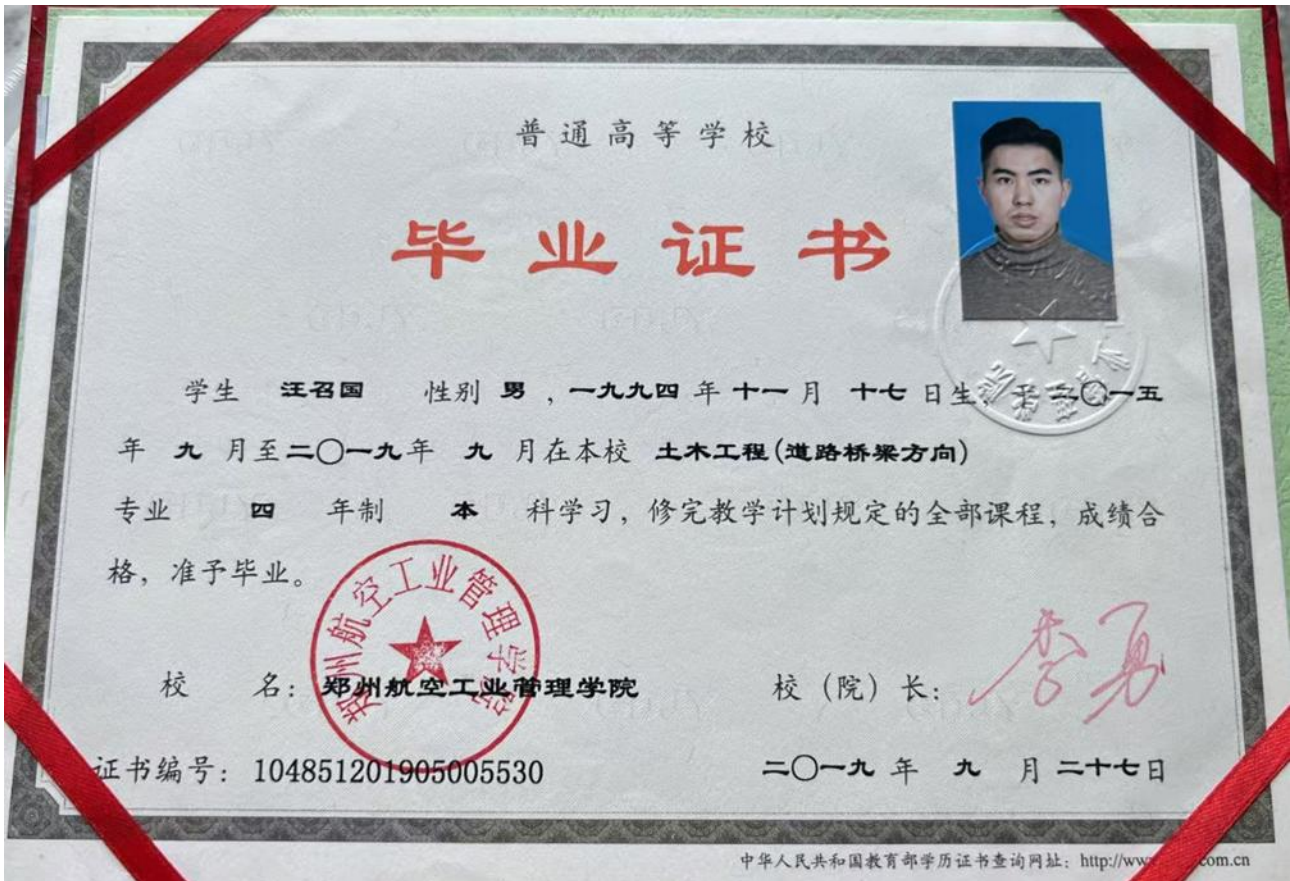 普通高等学校
毕业证书
学生 汪召国 性别 男 ,一九九四 年 十一 月 十七 日生, 于 二〇一五
年 九 月至 二〇一九 年 九 月在本校 土木工程(道路桥梁方向)
专业 四 年制 本 科学习, 修完教学计划规定的全部课程, 成绩合
格, 准予毕业。
郑州航空工业管理学院
校 名: 郑州航空工业管理学院 校 (院) 长: 李勇
证书编号: 104851201905005530 二〇一九 年 九 月 二十七日
中华人民共和国教育部学历证书查询网址: http://www com.cn